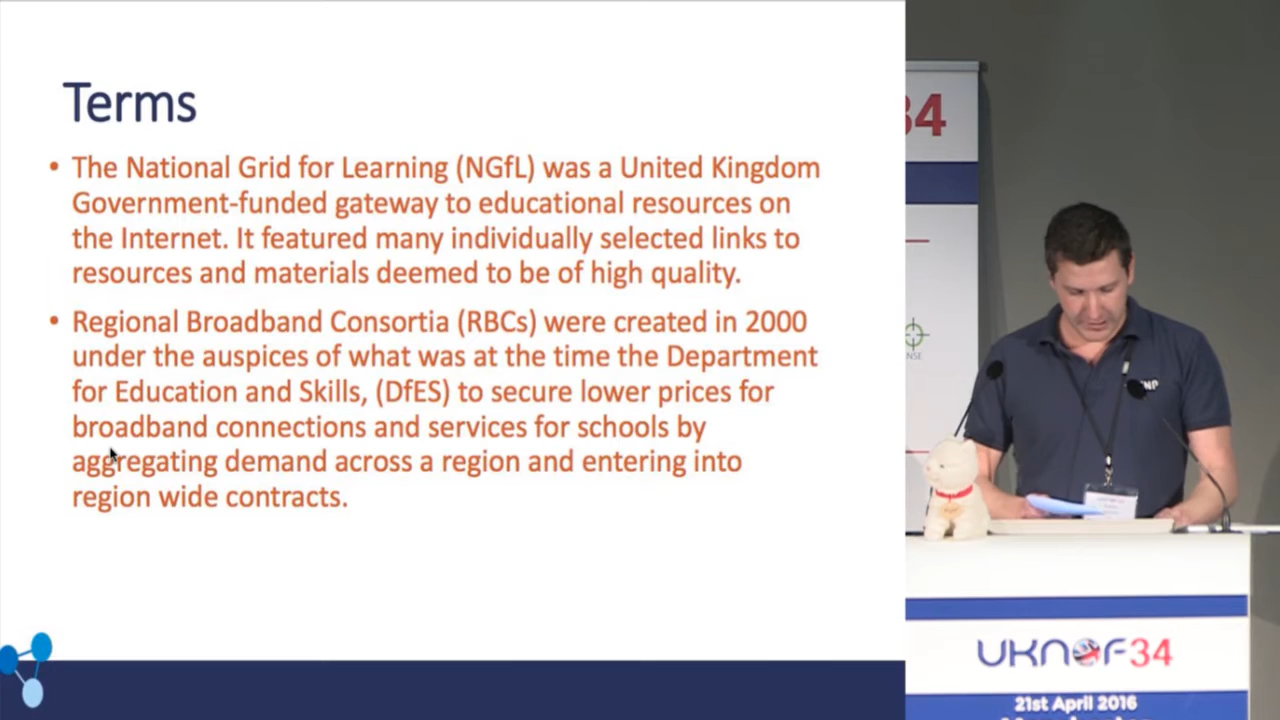 Terms
• The National Grid for Learning (NGfL) was a United Kingdom
Government-funded gateway to educational resources on
the Internet. It featured many individually selected links to
resources and materials deemed to be of high quality.
• Regional Broadband Consortia (RBCs) were created in 2000
under the auspices of what was at the time the Department
for Education and Skills, (DfES) to secure lower prices for
broadband connections and services for schools by
aggregating demand across a region and entering into
region wide contracts.
34
UKNOF34
21st April 2016